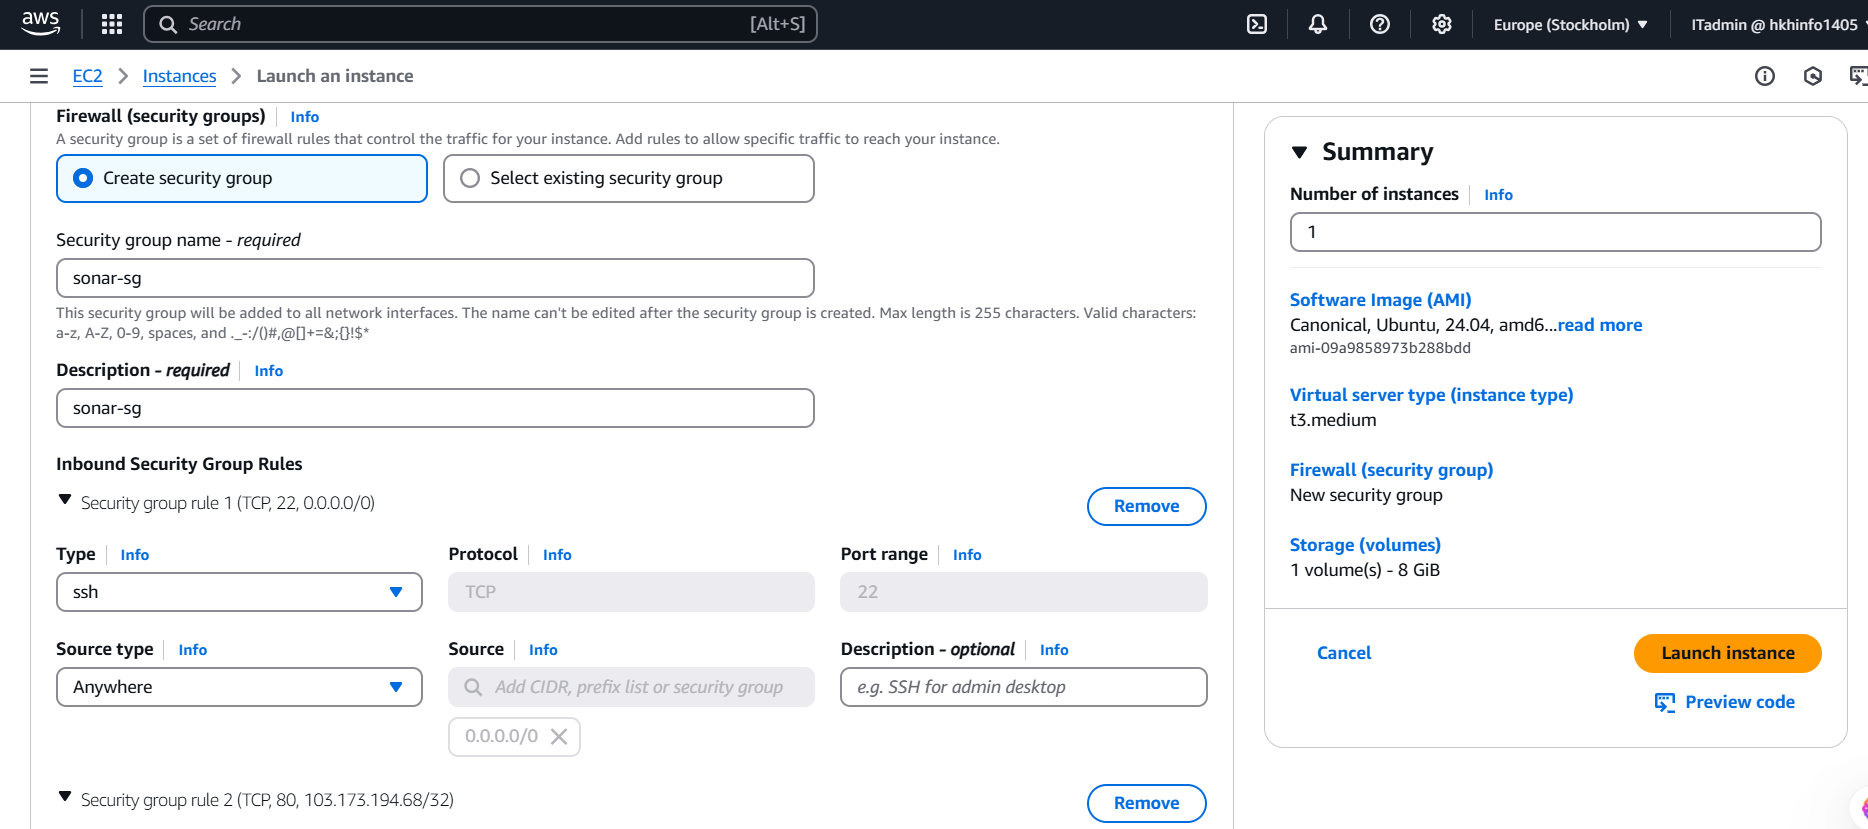 aws
Search [Alt+S]
Europe (Stockholm)
ITadmin @ hkhinfo1405
EC2 Instances Launch an instance
Firewall (security groups) Info
A security group is a set of firewall rules that control the traffic for your instance. Add rules to allow specific traffic to reach your instance.
Create security group
Select existing security group
Security group name - required
sonar-sg
This security group will be added to all network interfaces. The name can't be edited after the security group is created. Max length is 255 characters. Valid characters:
a-z, A-Z, 0-9, spaces, and ._-:/()#,@[]+=&;{}!$*
Description - required Info
sonar-sg
Inbound Security Group Rules
Security group rule 1 (TCP, 22, 0.0.0.0/0)
Remove
Type Info
Protocol Info
Port range Info
ssh
TCP
22
Source type Info
Source Info
Description - optional Info
Anywhere
Add CIDR, prefix list or security group
e.g. SSH for admin desktop
0.0.0.0/0
Security group rule 2 (TCP, 80, 103.173.194.68/32)
Remove
Summary
Number of instances Info
1
Software Image (AMI)
Canonical, Ubuntu, 24.04, amd6...read more
ami-09a9858973b288bdd
Virtual server type (instance type)
t3.medium
Firewall (security group)
New security group
Storage (volumes)
1 volume(s) - 8 GiB
Cancel
Launch instance
Preview code